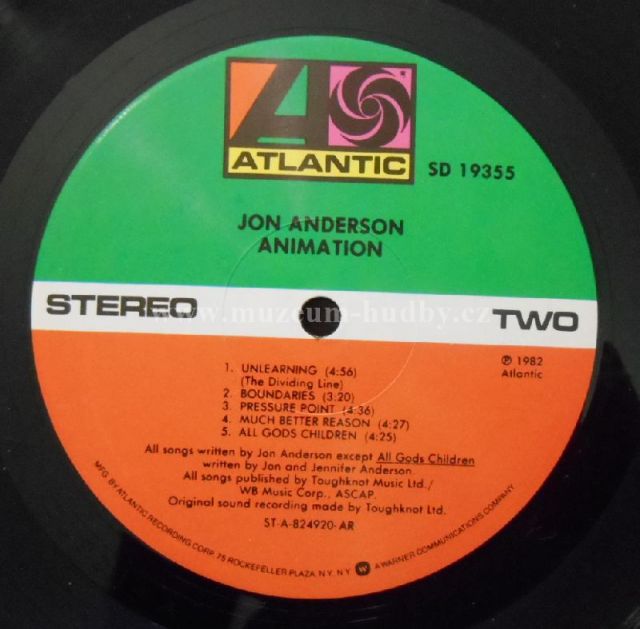 ATLANTIC
SD 19355
JON ANDERSON
ANIMATION
STEREO
TWO
www.muzeum-hudby.cz
℗ 1982
Atlantic
1. UNLEARNING (4:56)
(The Dividing Line)
2. BOUNDARIES (3:20)
3. PRESSURE POINT (4:36)
4. MUCH BETTER REASON (4:27)
5. ALL GODS CHILDREN (4:25)
All songs written by Jon Anderson except All Gods Children
written by Jon and Jennifer Anderson.
All songs published by Toughknot Music Ltd./
WB Music Corp., ASCAP.
Original sound recording made by Toughknot Ltd.
ST-A-824920-AR
MFG. BY ATLANTIC RECORDING CORP. 75 ROCKEFELLER PLAZA, N.Y. N.Y. W A WARNER COMMUNICATIONS COMPANY